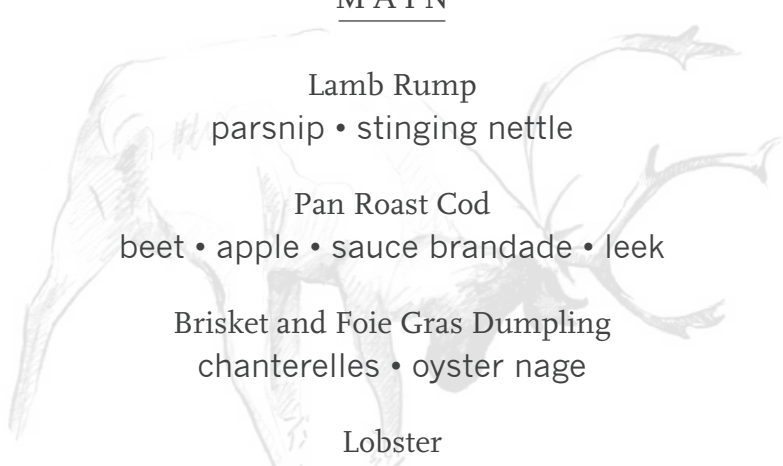 MAIN
Lamb Rump
parsnip • stinging nettle
Pan Roast Cod
beet • apple • sauce brandade • leek
Brisket and Foie Gras Dumpling
chanterelles • oyster nage
Lobster